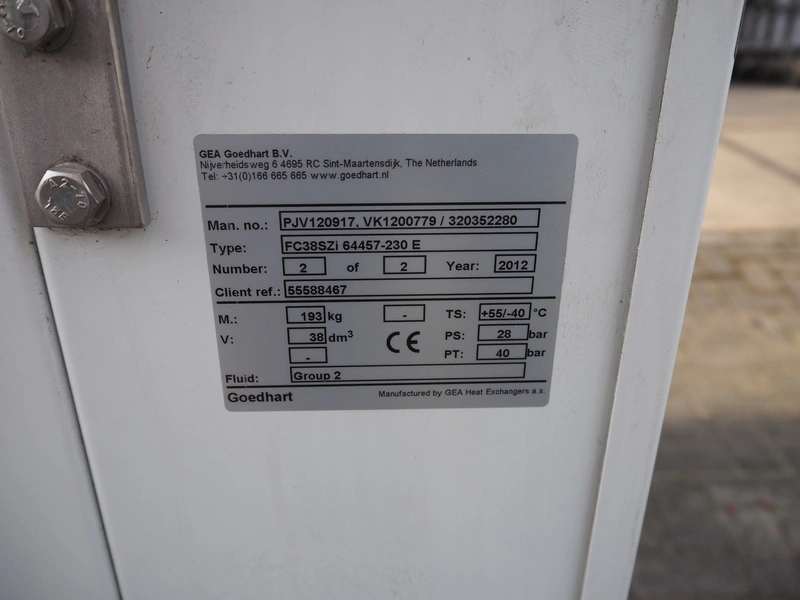 GEA Goedhart B.V.
Nijverheidsweg 6 4695 RC Sint-Maartensdijk, The Netherlands
Tel: +31(0)166 665 665 www.goedhart.nl
Man. no.: PJV120917, VK1200779 / 320352280
Type: FC38SZi 64457-230 E
Number: 2 of 2 Year: 2012
Client ref.: 55588467
M.: 193 kg - TS: +55/-40 °C
V: 38 dm³ CE PS: 28 bar
- PT: 40 bar
Fluid: Group 2
Goedhart Manufactured by GEA Heat Exchangers a.s.
A2-70